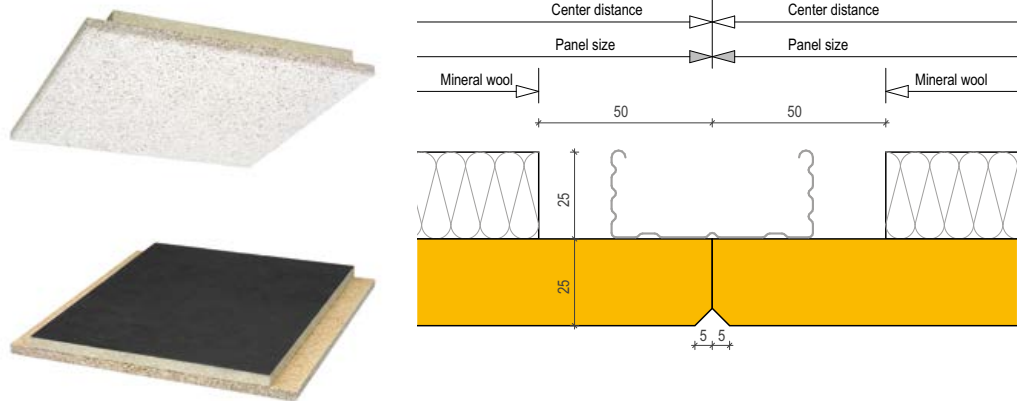 Center distance Center distance
Panel size Panel size
Mineral wool Mineral wool
50 50
25
25
5 5